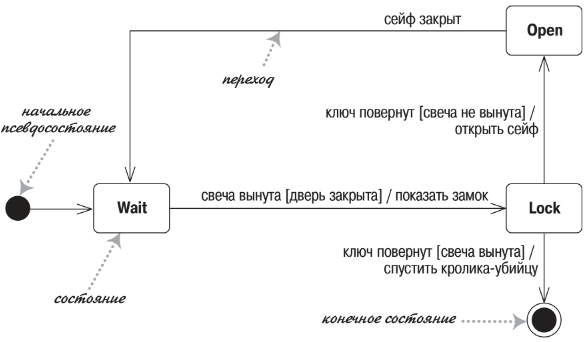 сейф закрыт
Open
переход
ключ повернут [свеча не вынута] /
открыть сейф
начальное
псевдосостояние
Wait
свеча вынута [дверь закрыта] / показать замок
Lock
ключ повернут [свеча вынута] /
спустить кролика-убийцу
состояние
конечное состояние